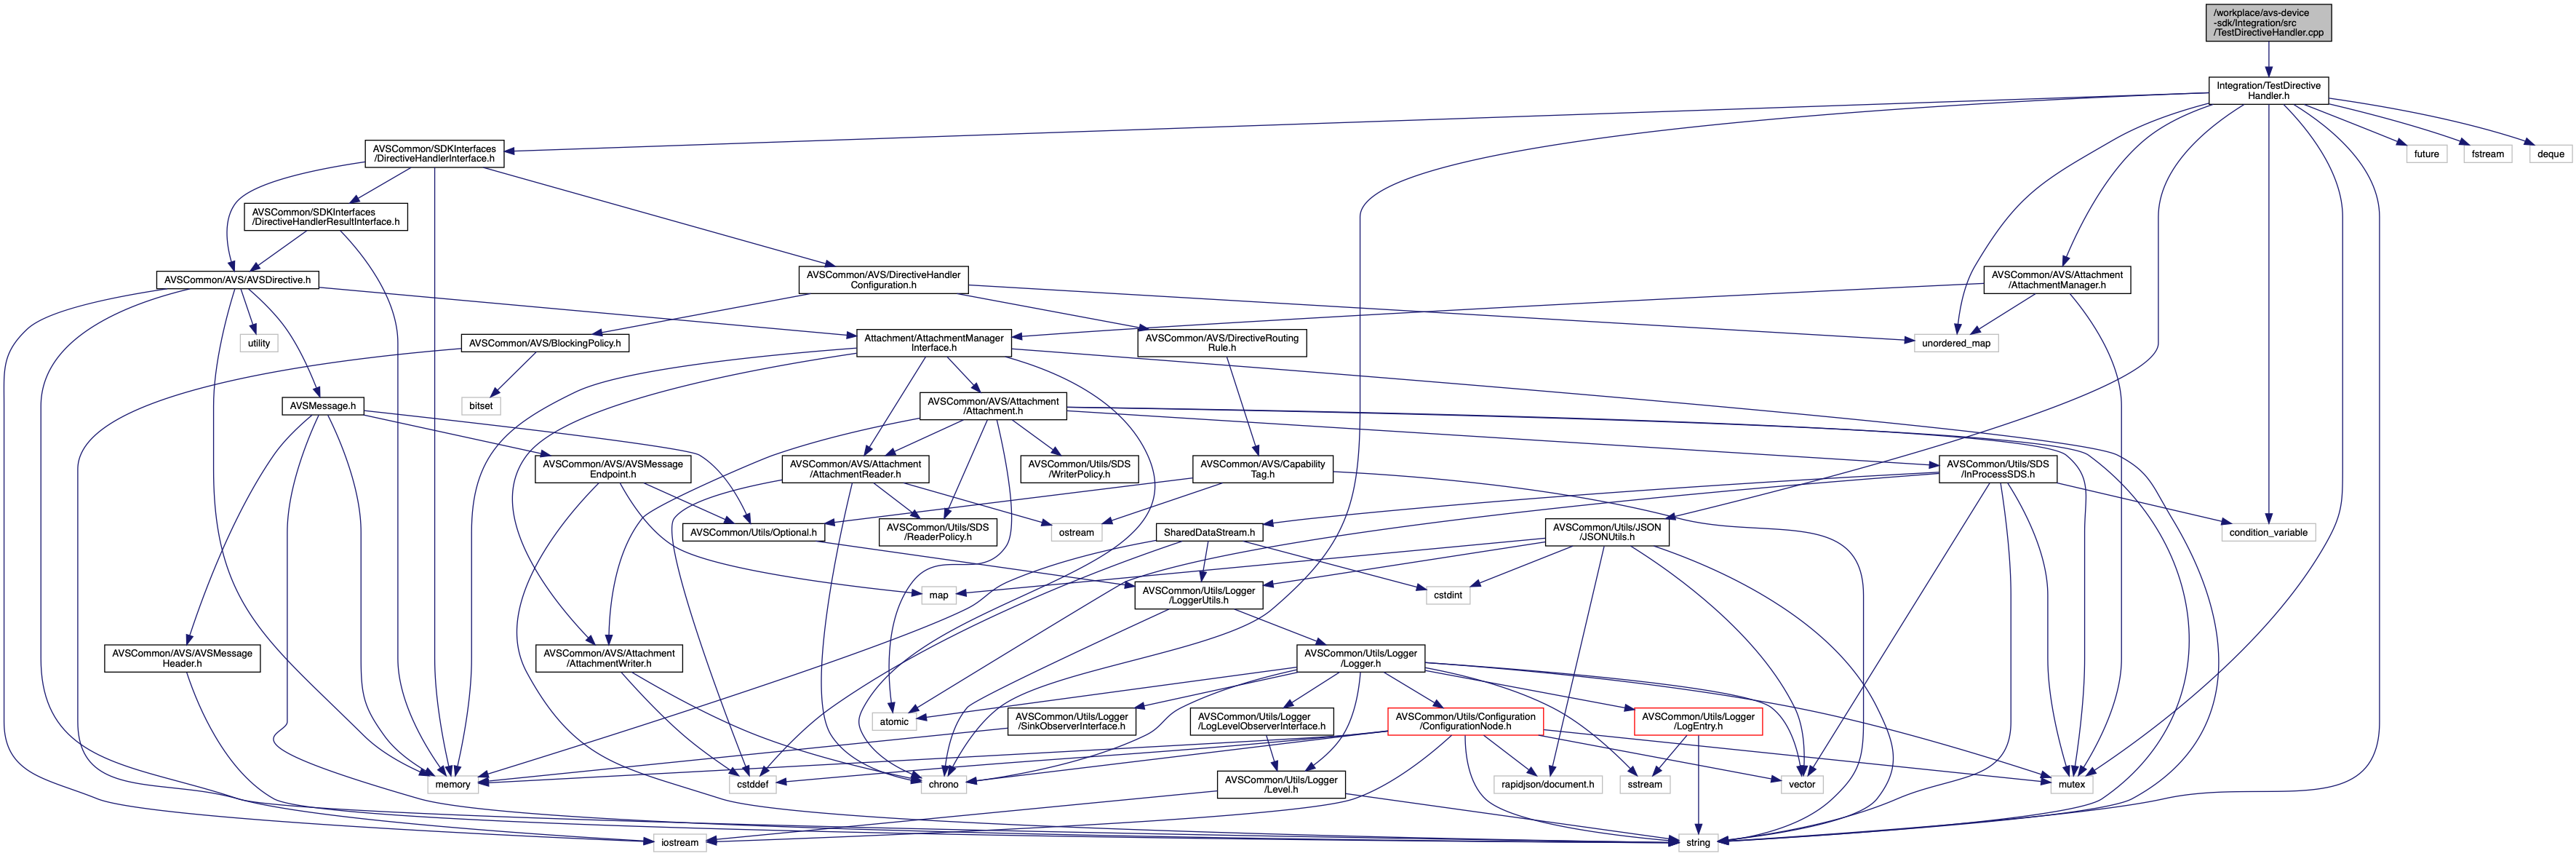 /workplace/avs-device
-sdk/Integration/src
/TestDirectiveHandler.cpp
Integration/TestDirective
Handler.h
AVSCommon/SDKInterfaces
/DirectiveHandlerInterface.h
future
fstream
deque
AVSCommon/SDKInterfaces
/DirectiveHandlerResultInterface.h
AVSCommon/AVS/AVSDirective.h
AVSCommon/AVS/DirectiveHandler
Configuration.h
AVSCommon/AVS/Attachment
/AttachmentManager.h
utility
AVSCommon/AVS/BlockingPolicy.h
Attachment/AttachmentManager
Interface.h
AVSCommon/AVS/DirectiveRouting
Rule.h
unordered_map
AVSMessage.h
bitset
AVSCommon/AVS/Attachment
/Attachment.h
AVSCommon/AVS/AVSMessage
Endpoint.h
AVSCommon/AVS/Attachment
/AttachmentReader.h
AVSCommon/Utils/SDS
/WriterPolicy.h
AVSCommon/AVS/Capability
Tag.h
AVSCommon/Utils/SDS
/InProcessSDS.h
AVSCommon/Utils/Optional.h
AVSCommon/Utils/SDS
/ReaderPolicy.h
ostream
SharedDataStream.h
AVSCommon/Utils/JSON
/JSONUtils.h
condition_variable
map
AVSCommon/Utils/Logger
/LoggerUtils.h
cstdint
AVSCommon/AVS/AVSMessage
Header.h
AVSCommon/AVS/Attachment
/AttachmentWriter.h
AVSCommon/Utils/Logger
/Logger.h
atomic
AVSCommon/Utils/Logger
/SinkObserverInterface.h
AVSCommon/Utils/Logger
/LogLevelObserverInterface.h
AVSCommon/Utils/Configuration
/ConfigurationNode.h
AVSCommon/Utils/Logger
/LogEntry.h
memory
cstddef
chrono
AVSCommon/Utils/Logger
/Level.h
rapidjson/document.h
sstream
vector
mutex
iostream
string